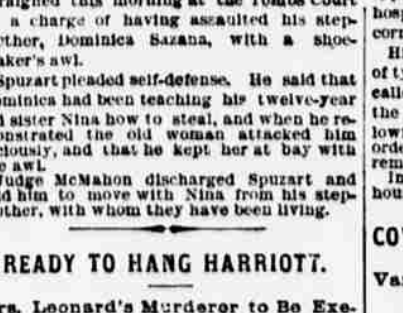 raigned this morning at the Tombs Court
a charge of having assaulted his step-
other, Dominica Sazana, with a shoe-
aker's awl.
Spuzart pleaded self-defense. He said that
ominica had been teaching his twelve-year
d sister Nina how to steal, and when he re-
onstrated the old woman attacked him
ciously, and that he kept her at bay with
e awl.
Judge McMahon discharged Spuzart and
ld him to move with Nina from his step-
other, with whom they have been living.
READY TO HANG HARRIOTT.
rs. Leonard's Murderer to Be Exe-
hosp
corn
H
of ty
calle
the
low
orde
rem
In
hou
CO
Va